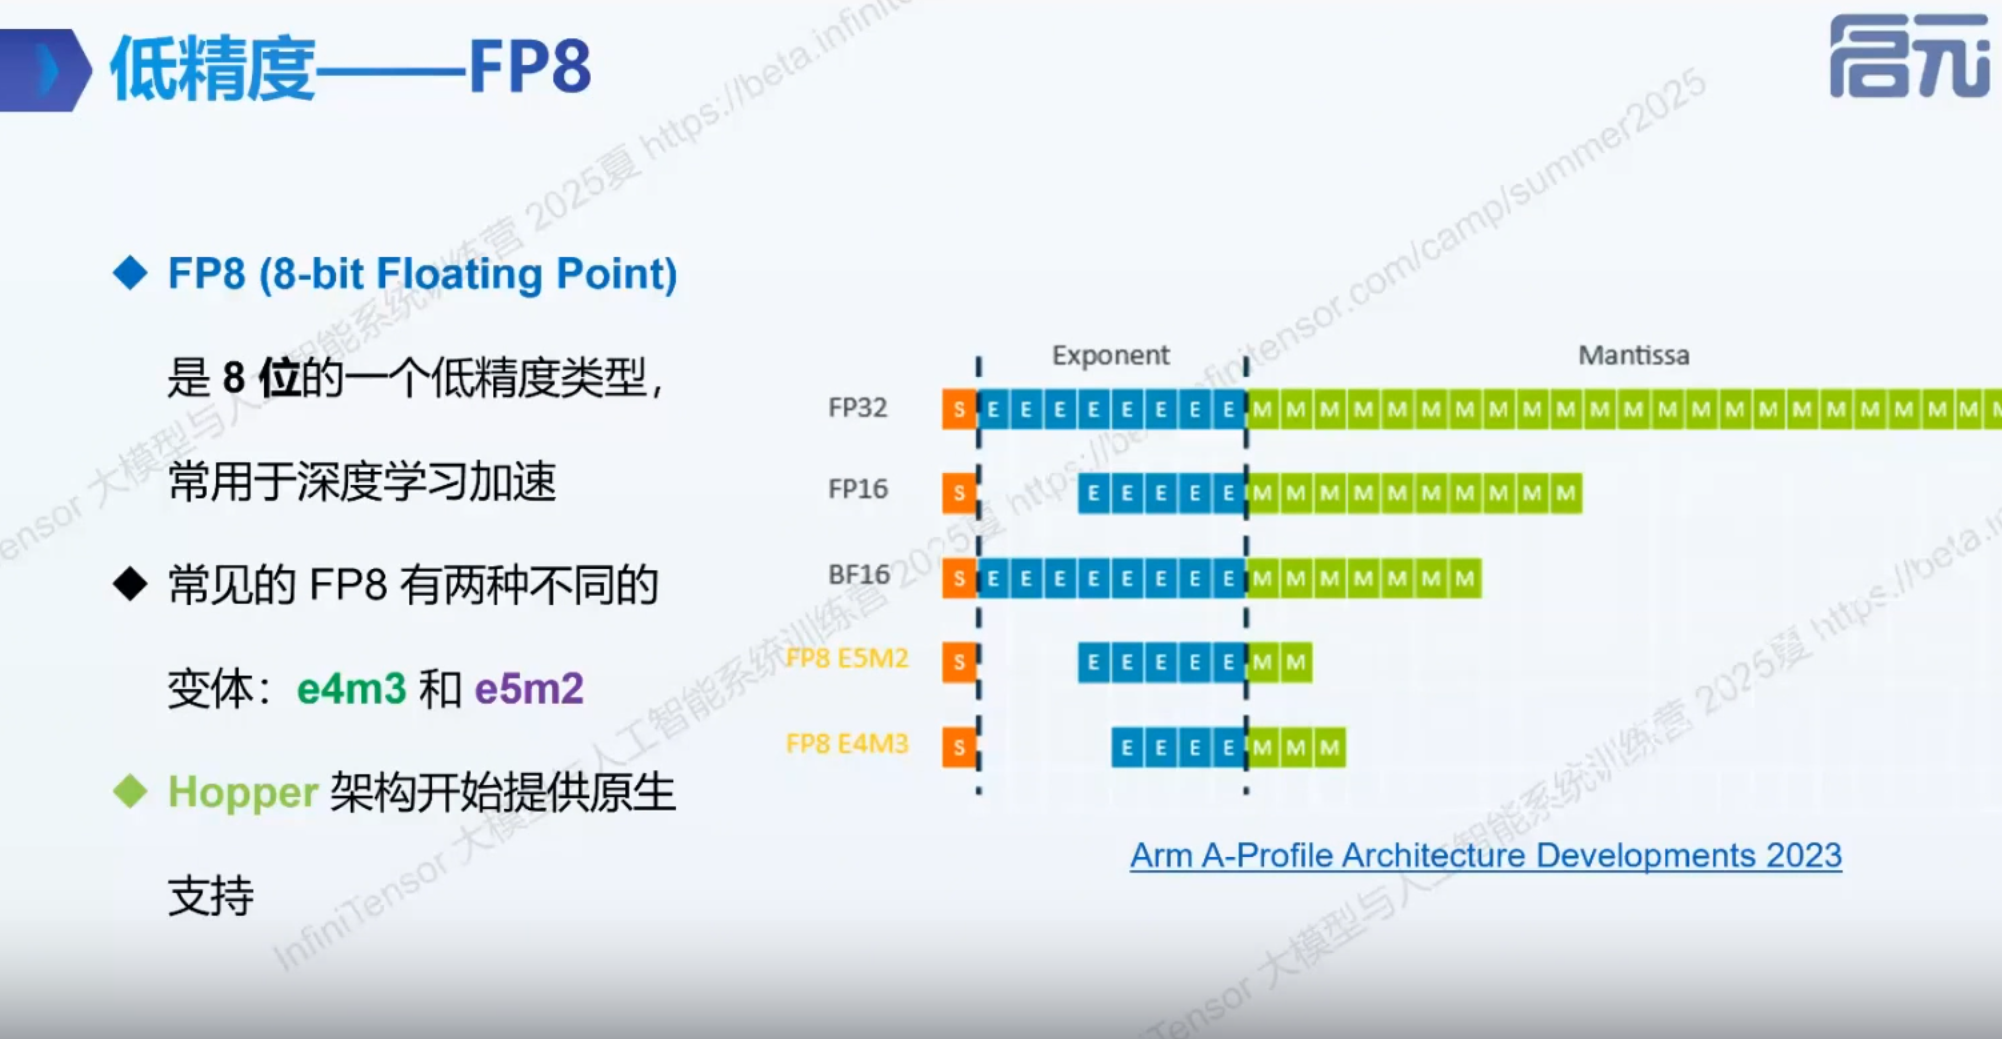 低精度——FP8
启元
FP8 (8-bit Floating Point)
是 8 位的一个低精度类型，
常用于深度学习加速
常见的 FP8 有两种不同的
变体：e4m3 和 e5m2
Hopper 架构开始提供原生
支持
Exponent Mantissa
FP32 S E E E E E E E E M M M M M M M M M M M M M M M M M M M M M M
FP16 S E E E E E M M M M M M M M M M
BF16 S E E E E E E E E M M M M M M M
FP8 E5M2 S E E E E E M M
FP8 E4M3 S E E E E M M M
Arm A-Profile Architecture Developments 2023
InfiniTensor 大模型与人工智能系统训练营 2025夏 https://beta.infinitensor.com/camp/summer2025